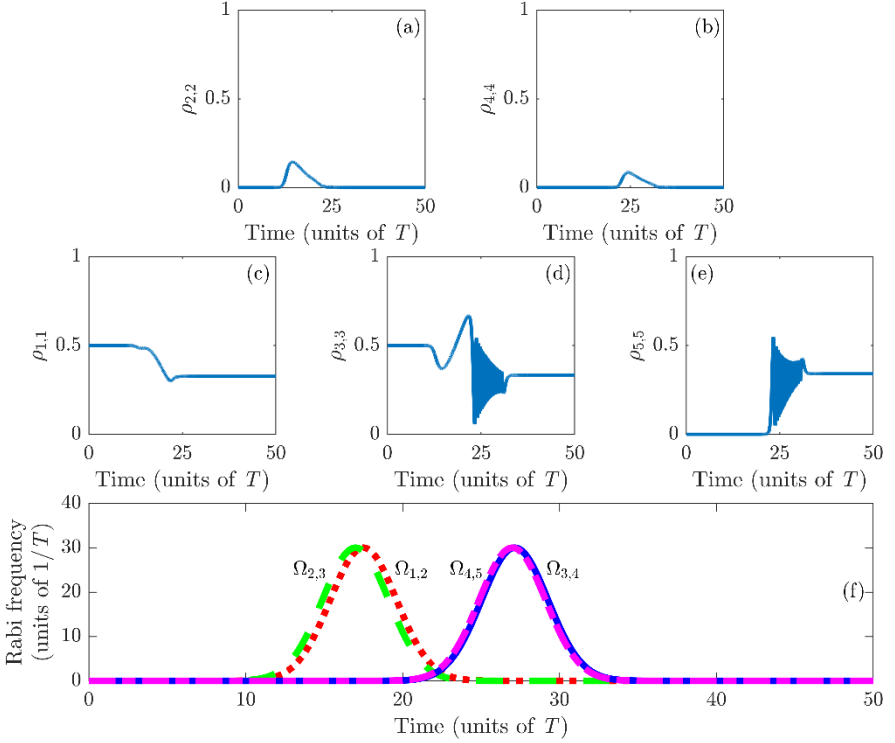 (a)
1
0.5
0
ρ2,2
0 25 50
Time (units of T)
(b)
1
0.5
0
ρ4,4
0 25 50
Time (units of T)
(c)
1
0.5
0
ρ1,1
0 25 50
Time (units of T)
(d)
1
0.5
0
ρ3,3
0 25 50
Time (units of T)
(e)
1
0.5
0
ρ5,5
0 25 50
Time (units of T)
Rabi frequency
(units of 1/T)
40
30
20
10
0
Ω2,3 Ω1,2 Ω4,5 Ω3,4
(f)
0 10 20 30 40 50
Time (units of T)